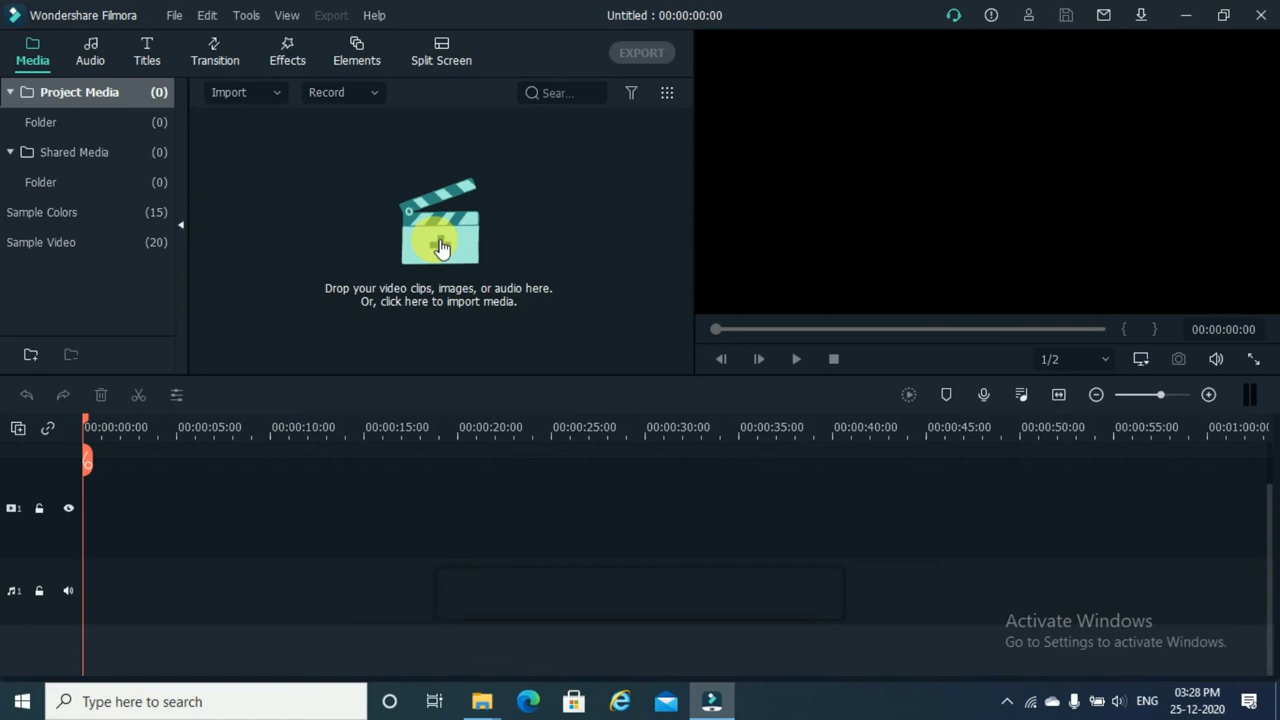 Wondershare Filmora File Edit Tools View Export Help Untitled : 00:00:00:00
Media Audio Titles Transition Effects Elements Split Screen EXPORT
Project Media (0)
Folder (0)
Shared Media (0)
Folder (0)
Sample Colors (15)
Sample Video (20)
Import Record Sear...
Drop your video clips, images, or audio here.
Or, click here to import media.
00:00:00:00
1/2
00:00:00:00 00:00:05:00 00:00:10:00 00:00:15:00 00:00:20:00 00:00:25:00 00:00:30:00 00:00:35:00 00:00:40:00 00:00:45:00 00:00:50:00 00:00:55:00 00:01:00:00
1
1
Activate Windows
Go to Settings to activate Windows.
Type here to search
ENG
03:28 PM
25-12-2020